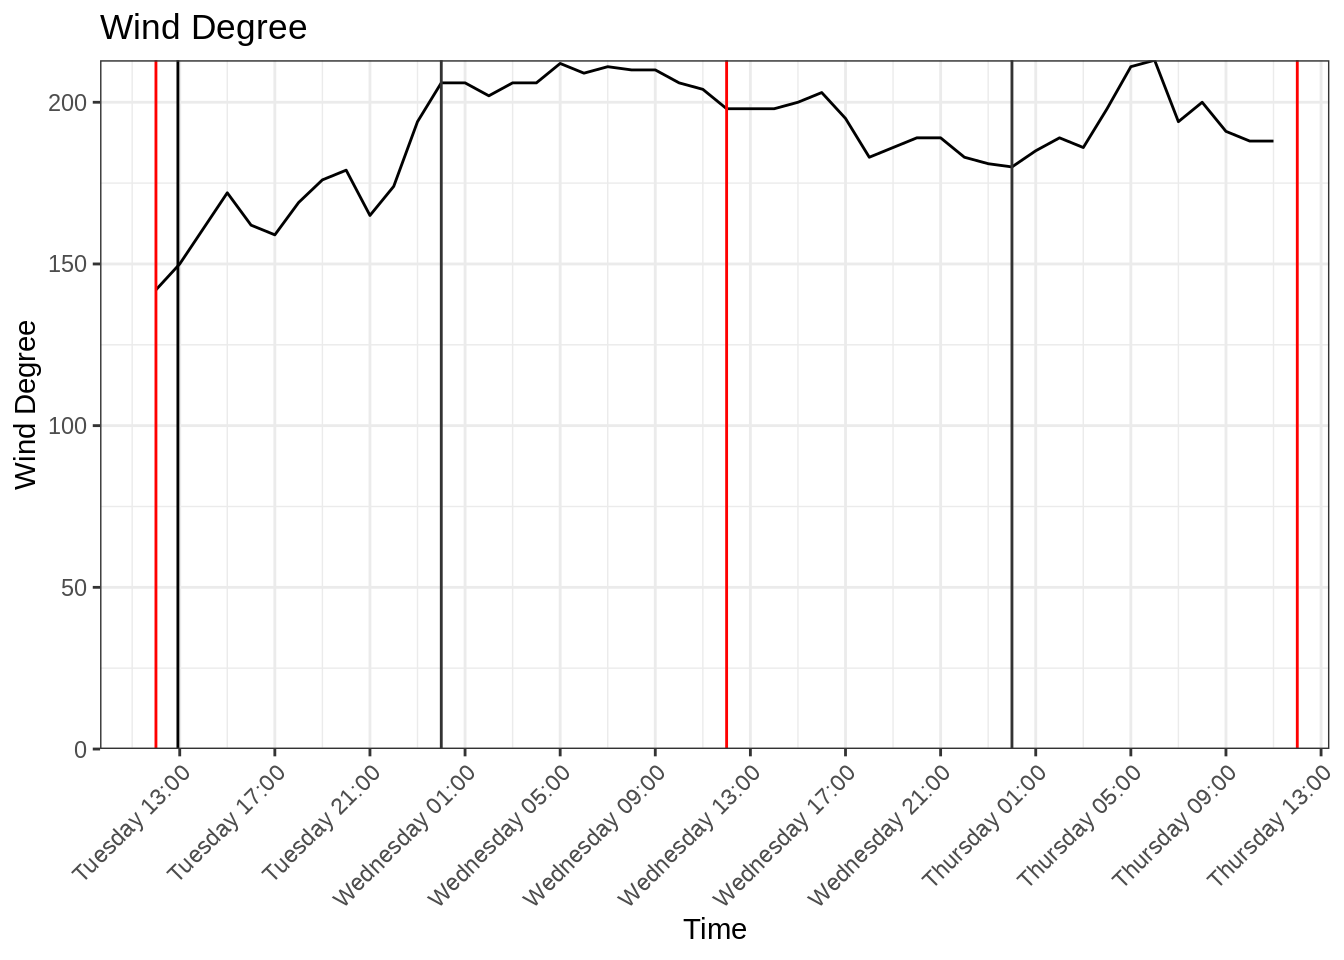 Wind Degree
Wind Degree
200
150
100
50
0
Tuesday 13:00
Tuesday 17:00
Tuesday 21:00
Wednesday 01:00
Wednesday 05:00
Wednesday 09:00
Wednesday 13:00
Wednesday 17:00
Wednesday 21:00
Thursday 01:00
Thursday 05:00
Thursday 09:00
Thursday 13:00
Time